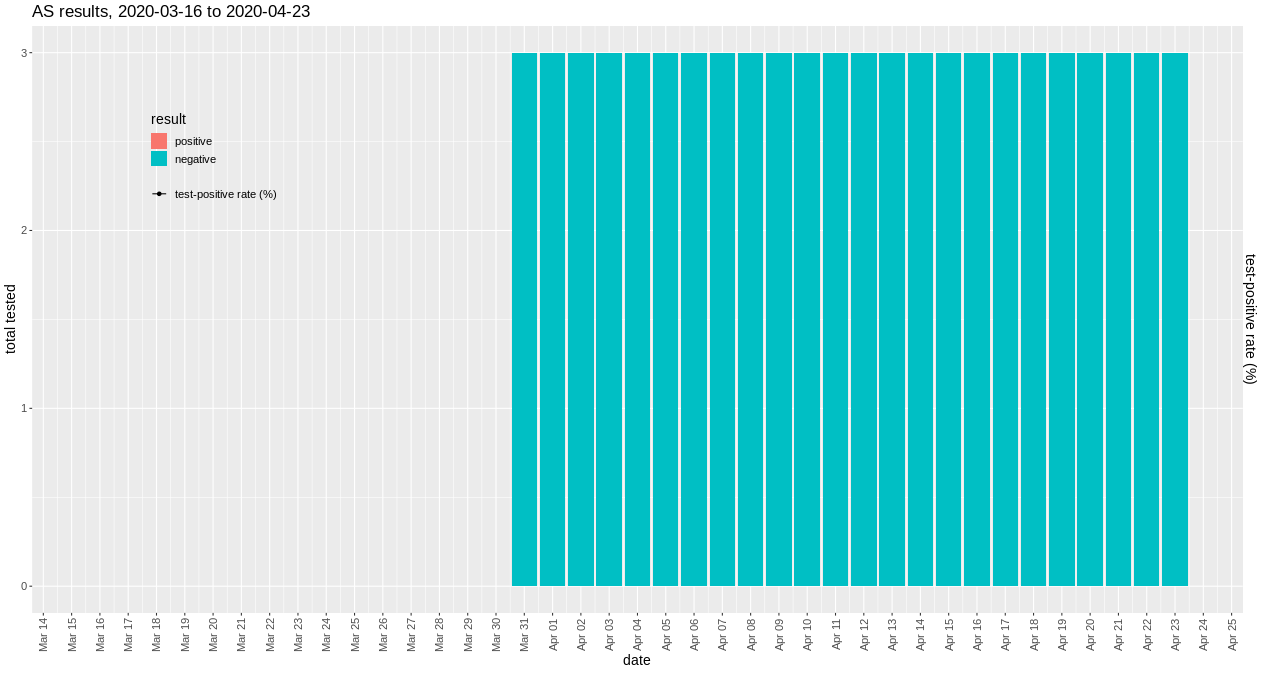 AS results, 2020-03-16 to 2020-04-23
3
2
1
0
total tested
result
positive
negative
test-positive rate (%)
test-positive rate (%)
Mar 14
Mar 15
Mar 16
Mar 17
Mar 18
Mar 19
Mar 20
Mar 21
Mar 22
Mar 23
Mar 24
Mar 25
Mar 26
Mar 27
Mar 28
Mar 29
Mar 30
Mar 31
Apr 01
Apr 02
Apr 03
Apr 04
Apr 05
Apr 06
Apr 07
Apr 08
Apr 09
Apr 10
Apr 11
Apr 12
Apr 13
Apr 14
Apr 15
Apr 16
Apr 17
Apr 18
Apr 19
Apr 20
Apr 21
Apr 22
Apr 23
Apr 24
Apr 25
date